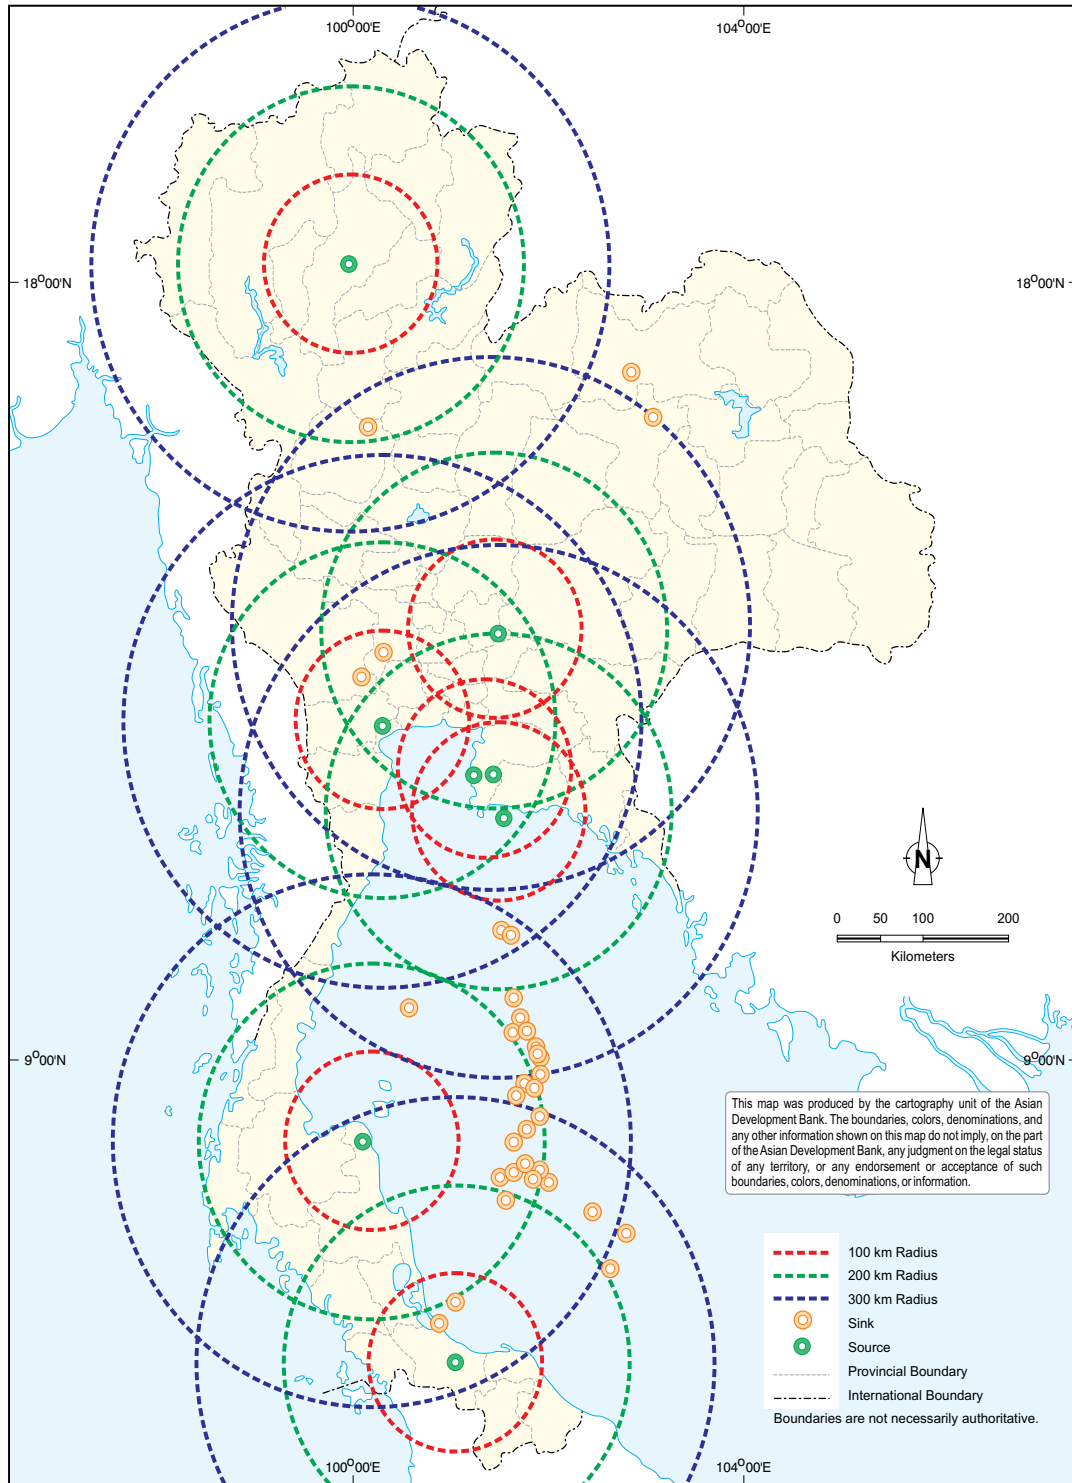 100°00'E
104°00'E
18°00'N
18°00'N
N
0 50 100 200
Kilometers
9°00'N
9°00'N
This map was produced by the cartography unit of the Asian
Development Bank. The boundaries, colors, denominations, and
any other information shown on this map do not imply, on the part
of the Asian Development Bank, any judgment on the legal status
of any territory, or any endorsement or acceptance of such
boundaries, colors, denominations, or information.
100 km Radius
200 km Radius
300 km Radius
Sink
Source
Provincial Boundary
International Boundary
Boundaries are not necessarily authoritative.
100°00'E
104°00'E